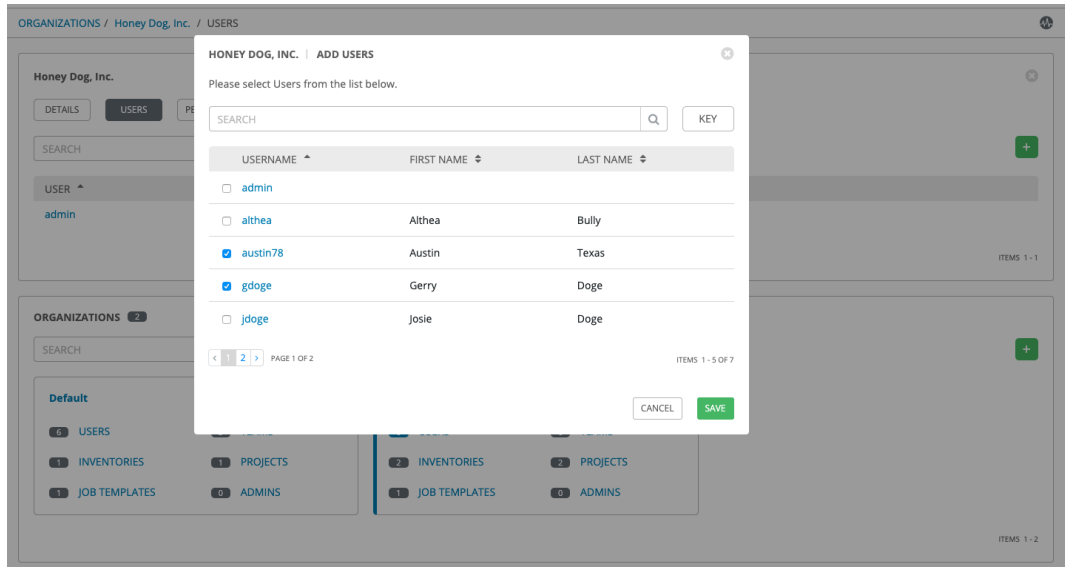 ORGANIZATIONS / Honey Dog, Inc. / USERS
HONEY DOG, INC. | ADD USERS
Please select Users from the list below.
SEARCH KEY
USERNAME FIRST NAME LAST NAME
admin
althea Althea Bully
austin78 Austin Texas
gdoge Gerry Doge
jdoge Josie Doge
< 1 2 > PAGE 1 OF 2 ITEMS 1 - 5 OF 7
CANCEL SAVE
Honey Dog, Inc.
DETAILS USERS
SEARCH +
USER
admin
ITEMS 1 - 1
ORGANIZATIONS 2
SEARCH +
Default
6 USERS
1 INVENTORIES 1 PROJECTS 2 INVENTORIES 2 PROJECTS
1 JOB TEMPLATES 0 ADMINS 1 JOB TEMPLATES 0 ADMINS
ITEMS 1 - 2